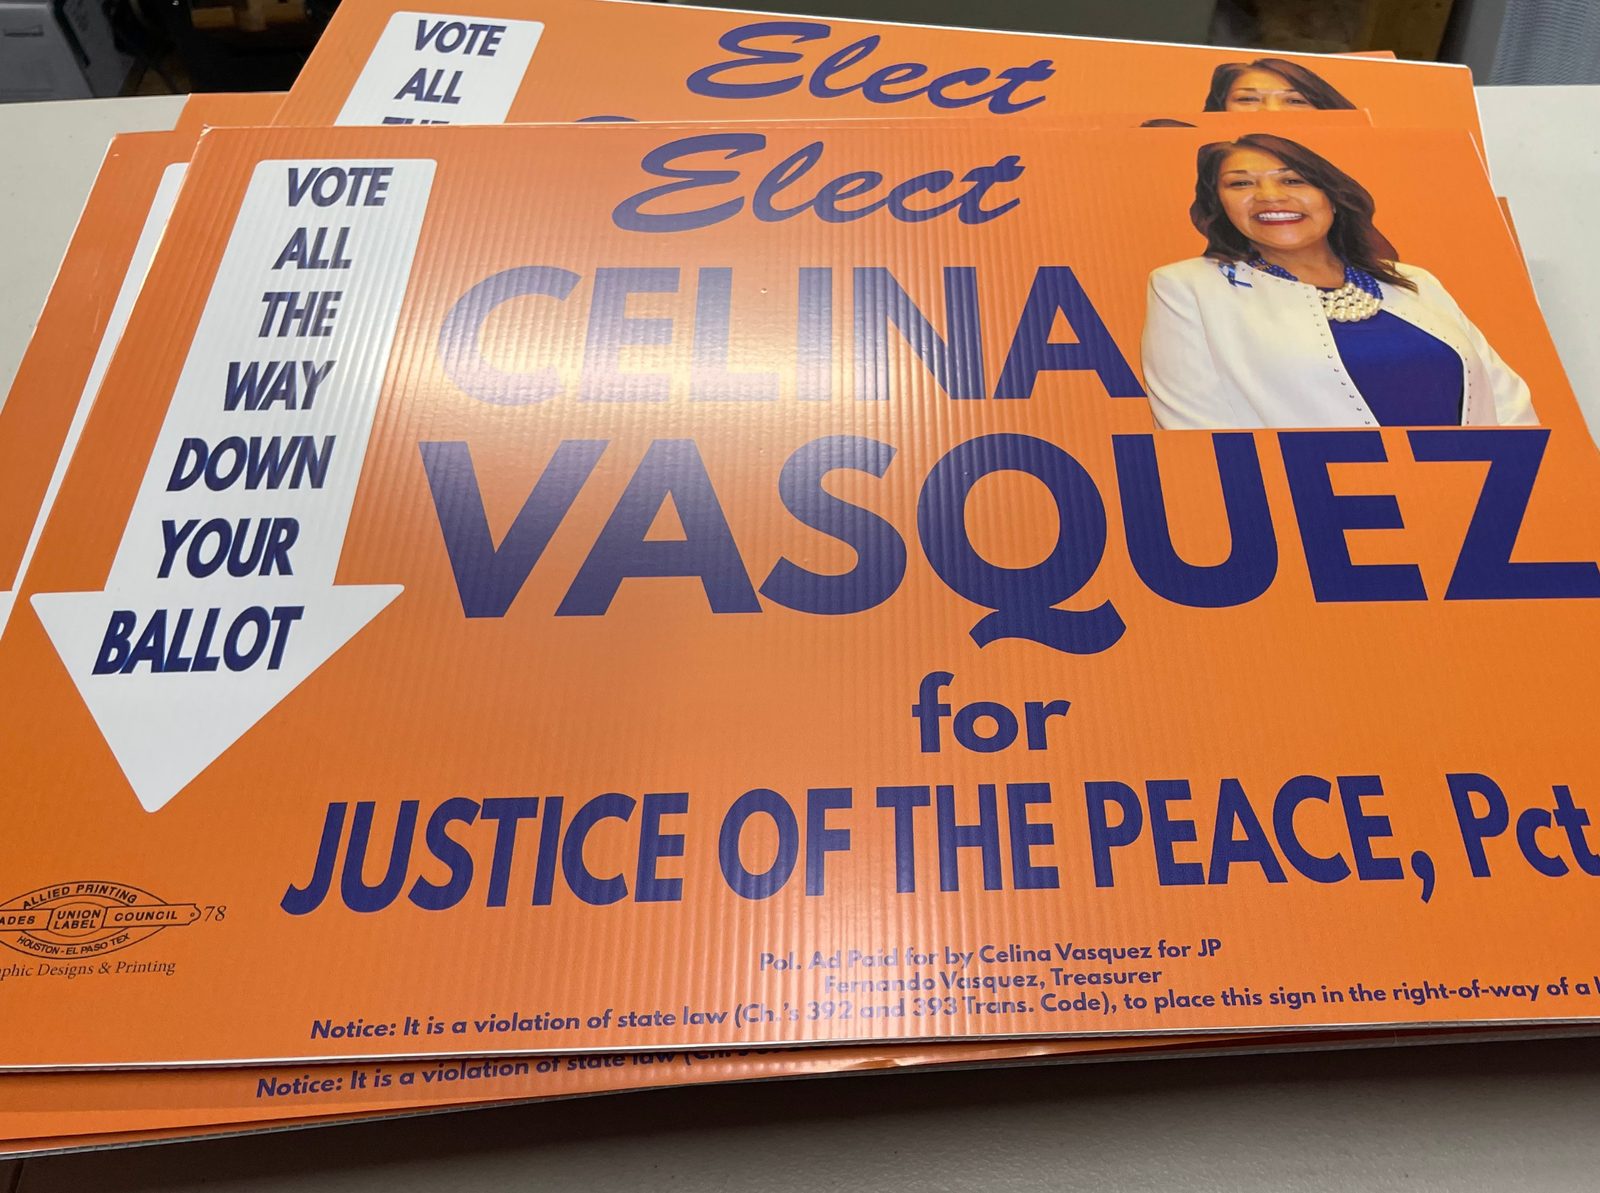 VOTE
ALL
Elect
VOTE
ALL
THE
WAY
DOWN
YOUR
BALLOT
Elect
CELINA
VASQUEZ
for
JUSTICE OF THE PEACE, Pct
ALLIED PRINTING
UNION
LABEL
COUNCIL
HOUSTON - EL PASO TEX
78
Designs & Printing
Pol. Ad Paid for by Celina Vasquez for JP
Fernando Vasquez, Treasurer
Notice: It is a violation of state law (Ch.'s 392 and 393 Trans. Code), to place this sign in the right-of-way of a
Notice: It is a violation of state law